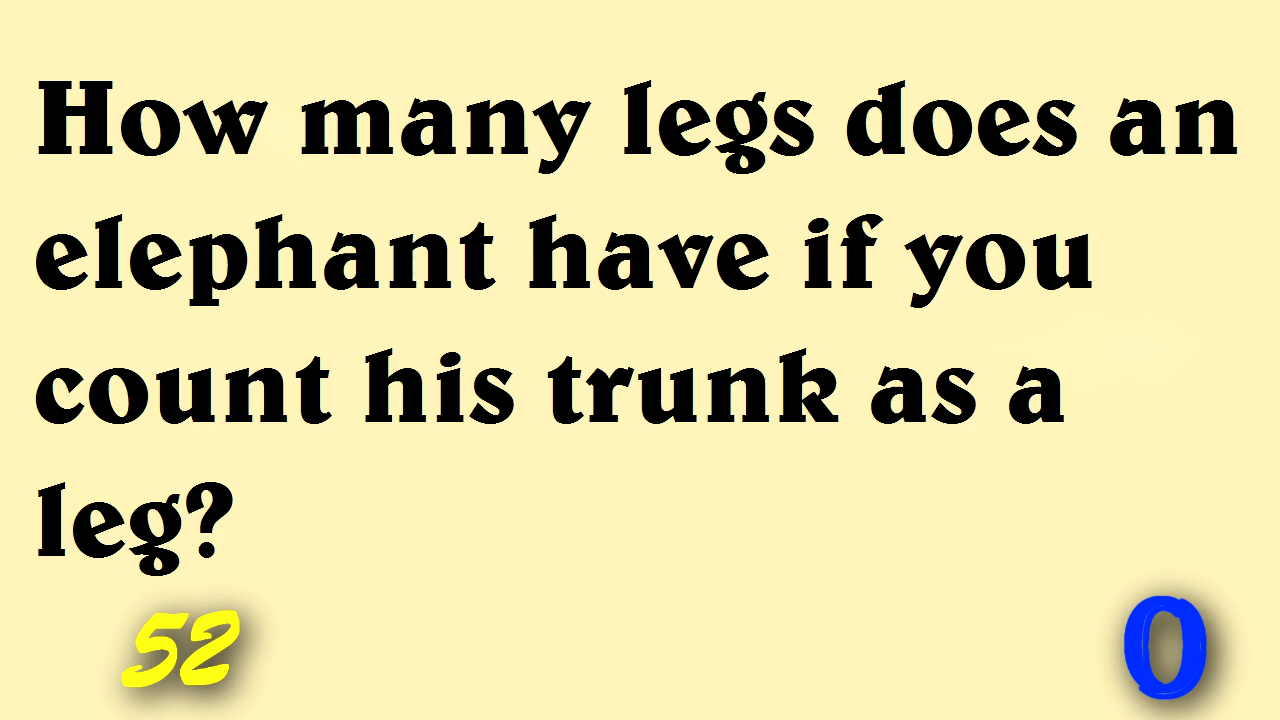 How many legs does an
elephant have if you
count his trunk as a
leg?
52 0